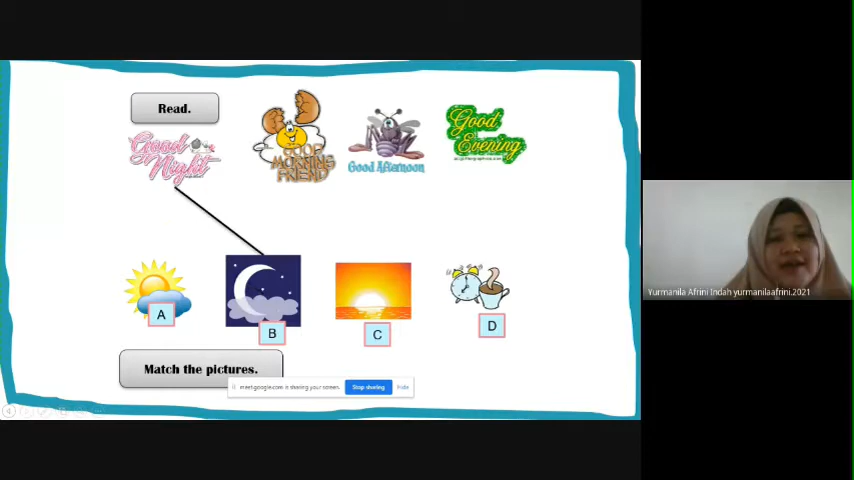 Read.
Good
Night
GOOD
MORNING
FRIEND
Good Afternoon
Good
Evening
A
B
C
D
Match the pictures.
meet.google.com is sharing your screen.
Stop sharing
Hide
Yurmanila Afrini Indah yurmanilaafrini.2021